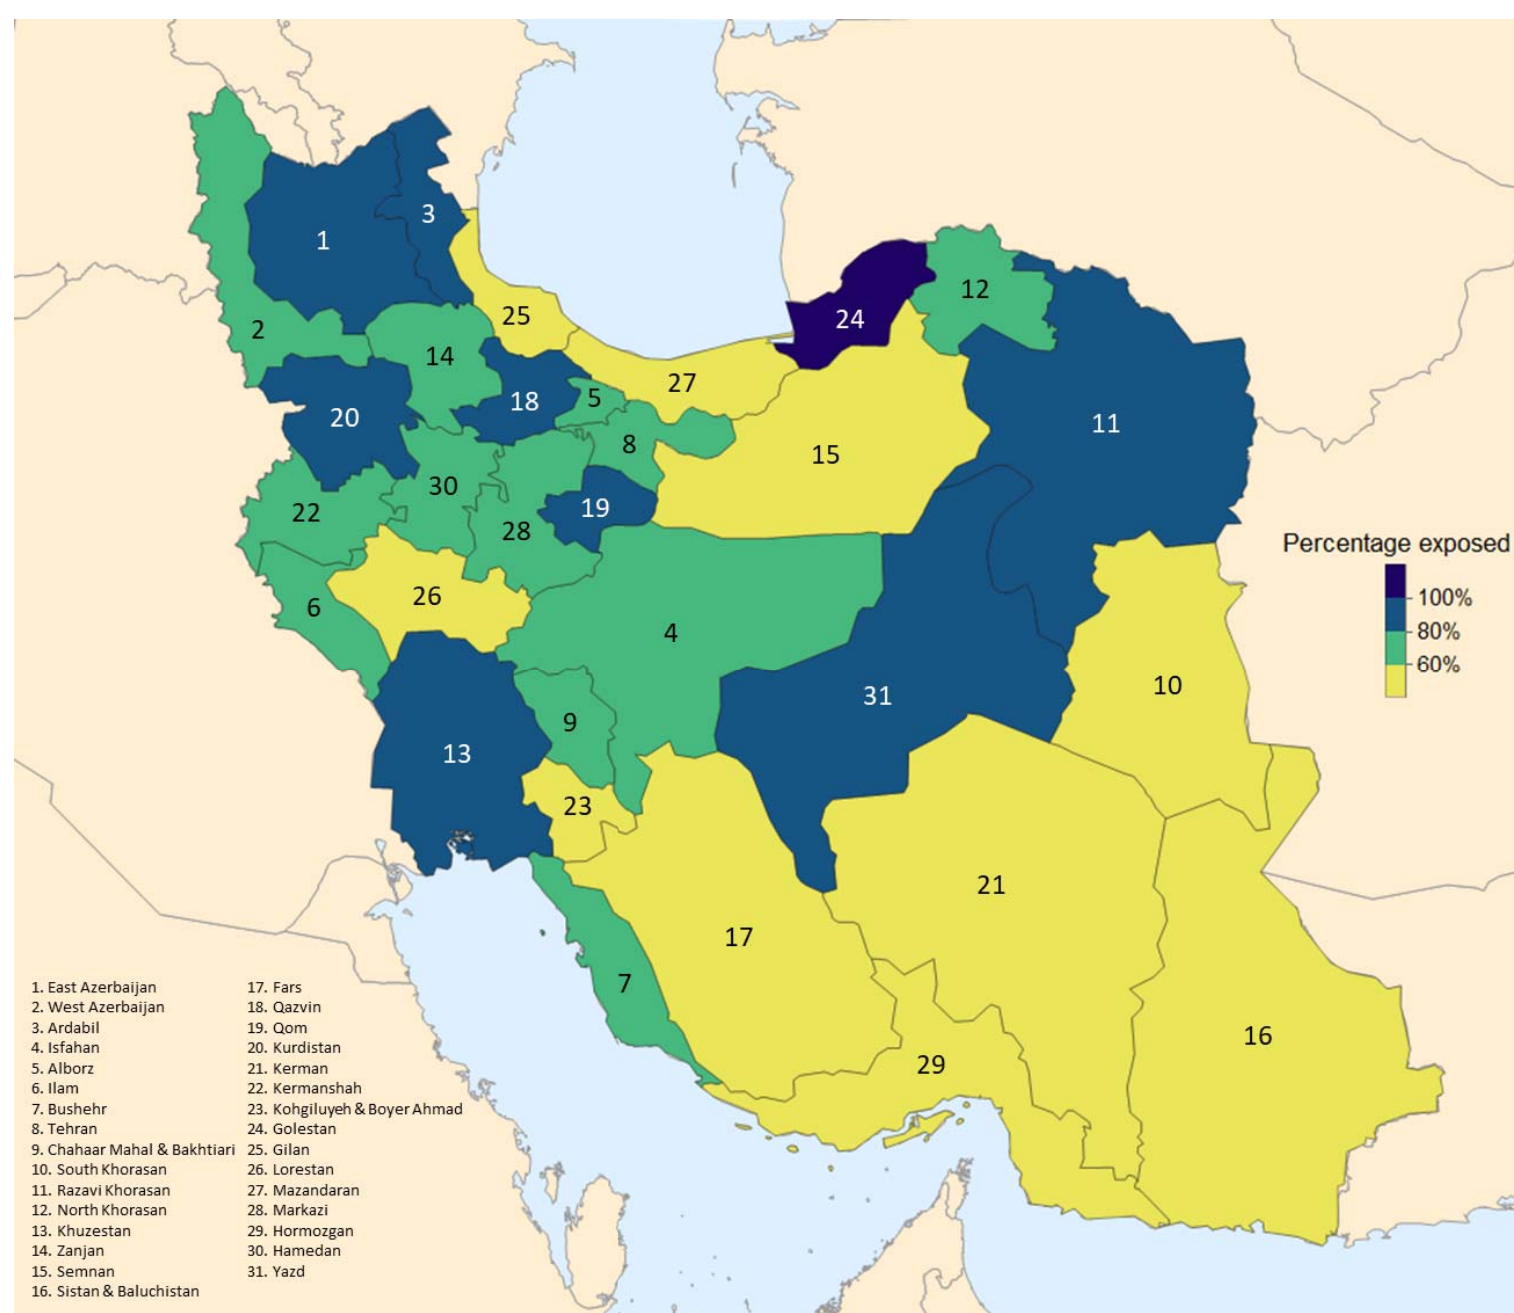 1
3
2
25
24
12
14
27
18
5
20
11
8
15
30
22
19
28
Percentage exposed
100%
80%
60%
26
6
4
10
31
9
13
23
21
17
7
16
29
1. East Azerbaijan
2. West Azerbaijan
3. Ardabil
4. Isfahan
5. Alborz
6. Ilam
7. Bushehr
8. Tehran
9. Chahaar Mahal & Bakhtiari
10. South Khorasan
11. Razavi Khorasan
12. North Khorasan
13. Khuzestan
14. Zanjan
15. Semnan
16. Sistan & Baluchistan
17. Fars
18. Qazvin
19. Qom
20. Kurdistan
21. Kerman
22. Kermanshah
23. Kohgiluyeh & Boyer Ahmad
24. Golestan
25. Gilan
26. Lorestan
27. Mazandaran
28. Markazi
29. Hormozgan
30. Hamedan
31. Yazd